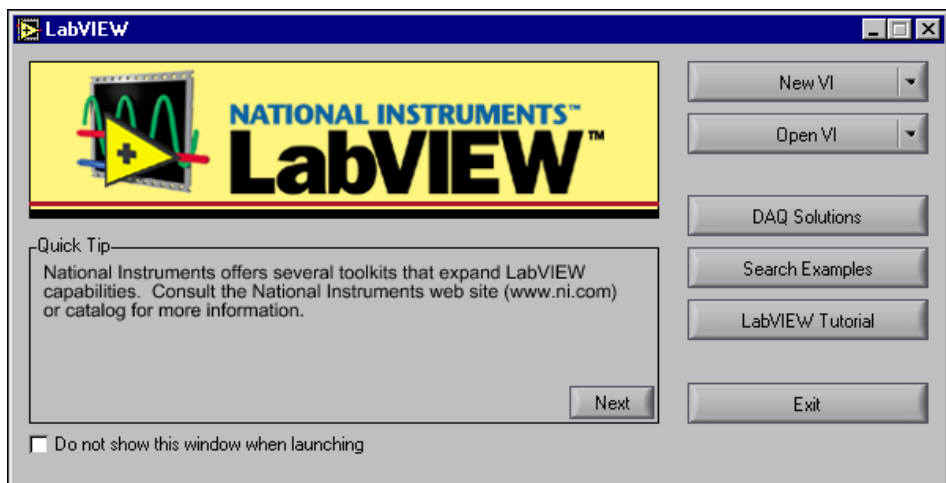 LabVIEW
NATIONAL INSTRUMENTS™
LabVIEW™
Quick Tip
National Instruments offers several toolkits that expand LabVIEW
capabilities. Consult the National Instruments web site (www.ni.com)
or catalog for more information.
Next
Do not show this window when launching
New VI
Open VI
DAQ Solutions
Search Examples
LabVIEW Tutorial
Exit